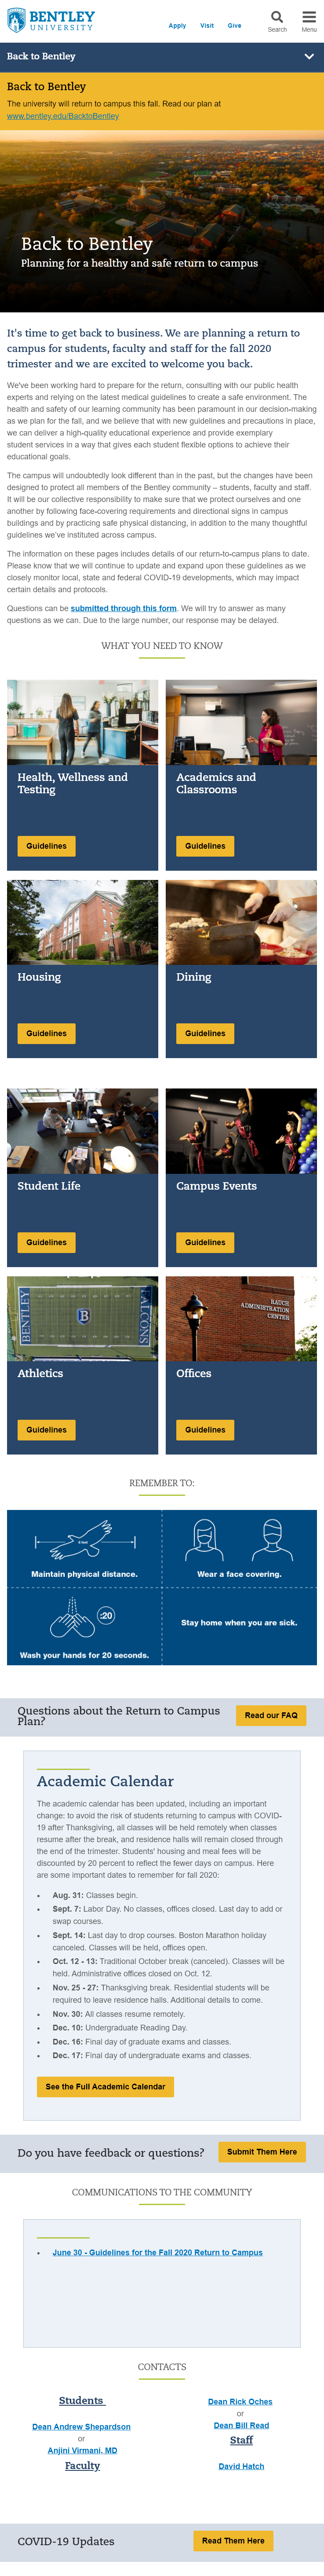 BENTLEY
UNIVERSITY
Apply Visit Give
Search Menu
Back to Bentley
Back to Bentley
The university will return to campus this fall. Read our plan at
www.bentley.edu/BacktoBentley
Back to Bentley
Planning for a healthy and safe return to campus
It's time to get back to business. We are planning a return to
campus for students, faculty and staff for the fall 2020
trimester and we are excited to welcome you back.
We've been working hard to prepare for the return, consulting with our public health
experts and relying on the latest medical guidelines to create a safe environment. The
health and safety of our learning community has been paramount in our decision-making
as we plan for the fall, and we believe that with new guidelines and precautions in place,
we can deliver a high-quality educational experience and provide exemplary
student services in a way that gives each student flexible options to achieve their
educational goals.
The campus will undoubtedly look different than in the past, but the changes have been
designed to protect all members of the Bentley community – students, faculty and staff.
It will be our collective responsibility to make sure that we protect ourselves and one
another by following face-covering requirements and directional signs in campus
buildings and by practicing safe physical distancing, in addition to the many thoughtful
guidelines we've instituted across campus.
The information on these pages includes details of our return-to-campus plans to date.
Please know that we will continue to update and expand upon these guidelines as we
closely monitor local, state and federal COVID-19 developments, which may impact
certain details and protocols.
Questions can be submitted through this form. We will try to answer as many
questions as we can. Due to the large number, our response may be delayed.
WHAT YOU NEED TO KNOW
Health, Wellness and
Testing
Guidelines
Academics and
Classrooms
Guidelines
Housing
Guidelines
Dining
Guidelines
Student Life
Guidelines
Campus Events
Guidelines
BENTLEY
B
FALCONS
Athletics
Guidelines
RAUCH
ADMINISTRATION
CENTER
Offices
Guidelines
REMEMBER TO:
6 feet
Maintain physical distance.
Wear a face covering.
:20
Wash your hands for 20 seconds.
Stay home when you are sick.
Questions about the Return to Campus
Plan?
Read our FAQ
Academic Calendar
The academic calendar has been updated, including an important
change: to avoid the risk of students returning to campus with COVID-
19 after Thanksgiving, all classes will be held remotely when classes
resume after the break, and residence halls will remain closed through
the end of the trimester. Students' housing and meal fees will be
discounted by 20 percent to reflect the fewer days on campus. Here
are some important dates to remember for fall 2020:
• Aug. 31: Classes begin.
• Sept. 7: Labor Day. No classes, offices closed. Last day to add or
swap courses.
• Sept. 14: Last day to drop courses. Boston Marathon holiday
canceled. Classes will be held, offices open.
• Oct. 12 - 13: Traditional October break (canceled). Classes will be
held. Administrative offices closed on Oct. 12.
• Nov. 25 - 27: Thanksgiving break. Residential students will be
required to leave residence halls. Additional details to come.
• Nov. 30: All classes resume remotely.
• Dec. 10: Undergraduate Reading Day.
• Dec. 16: Final day of graduate exams and classes.
• Dec. 17: Final day of undergraduate exams and classes.
See the Full Academic Calendar
Do you have feedback or questions?
Submit Them Here
COMMUNICATIONS TO THE COMMUNITY
• June 30 - Guidelines for the Fall 2020 Return to Campus
CONTACTS
Students
Dean Andrew Shepardson
or
Anjini Virmani, MD
Faculty
Dean Rick Oches
or
Dean Bill Read
Staff
David Hatch
COVID-19 Updates
Read Them Here